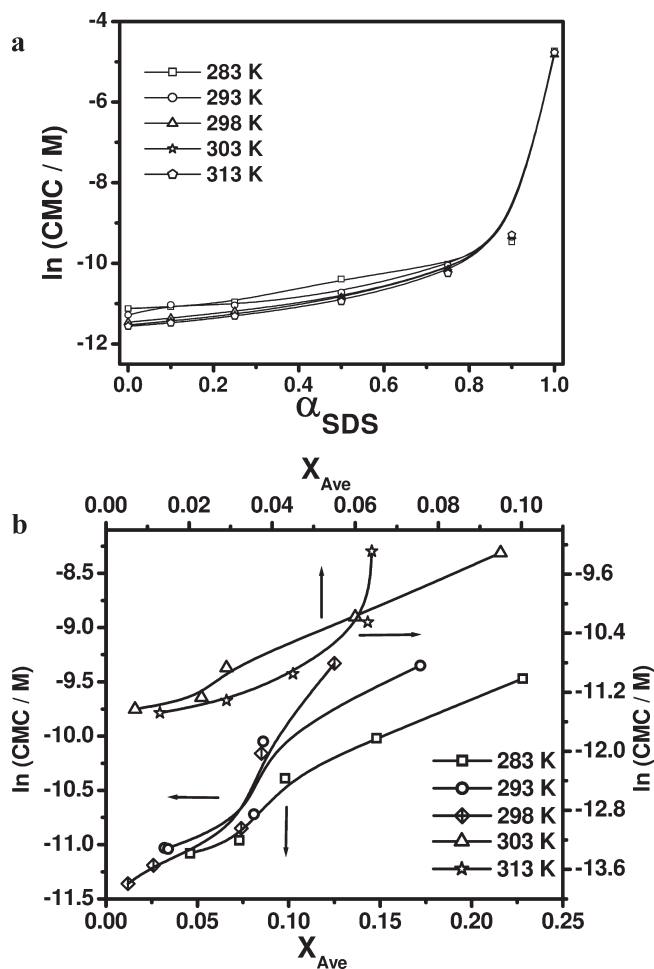 a
-4
-6
-8
-10
-12
ln (CMC / M)
283 K
293 K
298 K
303 K
313 K
0.0 0.2 0.4 0.6 0.8 1.0
αSDS
b
XAve
0.00 0.02 0.04 0.06 0.08 0.10
-8.5
-9.0
-9.5
-10.0
-10.5
-11.0
-11.5
ln (CMC / M)
-9.6
-10.4
-11.2
-12.0
-12.8
-13.6
ln (CMC / M)
283 K
293 K
298 K
303 K
313 K
0.00 0.05 0.10 0.15 0.20 0.25
XAve